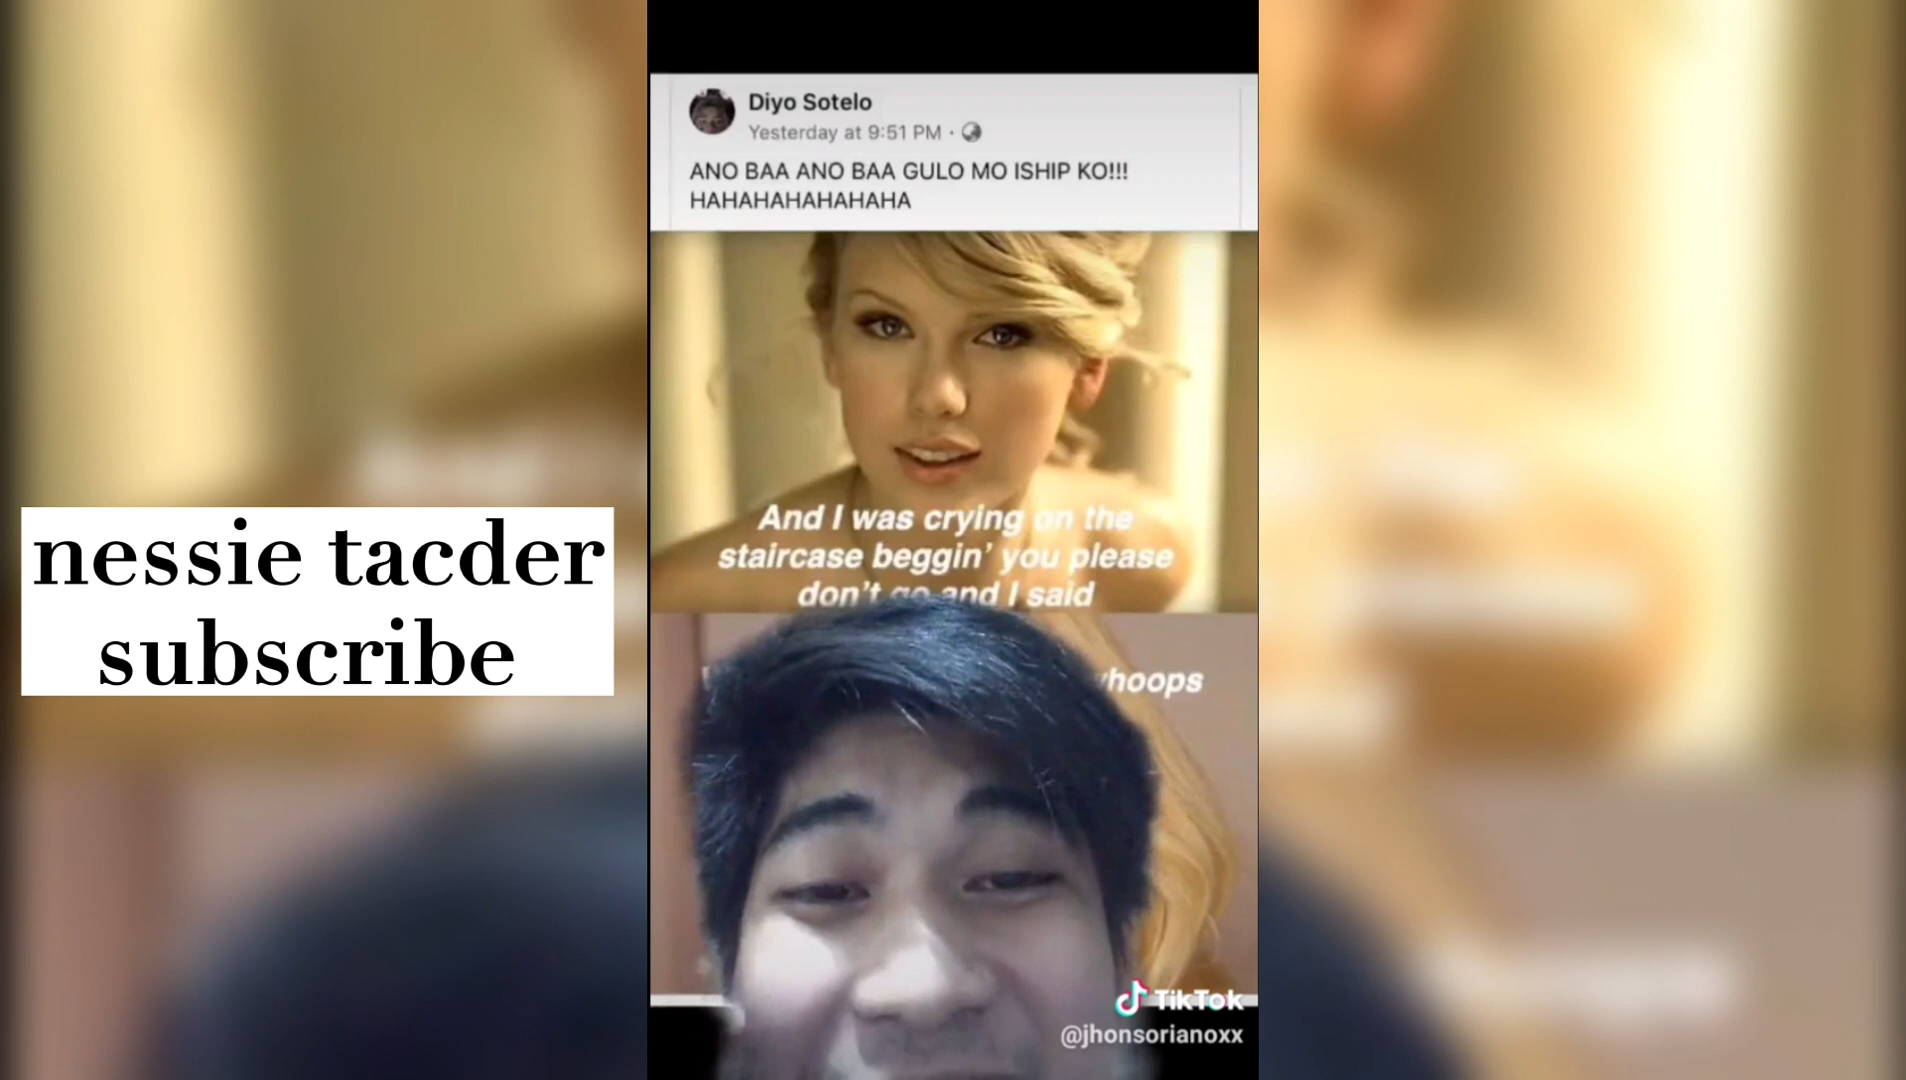 Diyo Sotelo
Yesterday at 9:51 PM ·
ANO BAA ANO BAA GULO MO ISHIP KO!!!
HAHAHAHAHAHAHA
And I was crying on the
staircase beggin' you please
don't go and I said
nessie tacder
subscribe
TikTok
@jhonsorianoxx